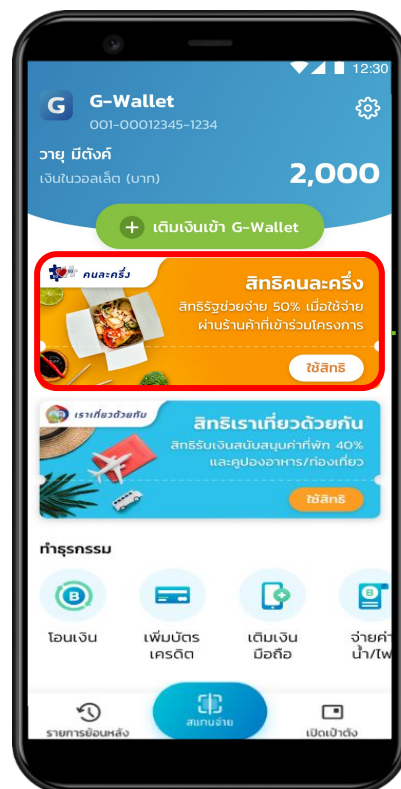 12:30
G
G-Wallet
001-00012345-1234
วายุ มีตังค์
เงินในวอลเล็ต (บาท)
2,000
+ เติมเงินเข้า G-Wallet
คนละครึ่ง
สิทธิคนละครึ่ง
สิทธิรัฐช่วยจ่าย 50% เมื่อใช้จ่าย
ผ่านร้านค้าที่เข้าร่วมโครงการ
ใช้สิทธิ
เราเที่ยวด้วยกัน
สิทธิเราเที่ยวด้วยกัน
สิทธิรับเงินสนับสนุนค่าที่พัก 40%
และคูปองอาหาร/ท่องเที่ยว
ใช้สิทธิ
ทำธุรกรรม
โอนเงิน
เพิ่มบัตร
เครดิต
เติมเงิน
มือถือ
จ่ายค่า
น้ำ/ไฟ
รายการย้อนหลัง
สแกนจ่าย
เปิดเป๋าตัง